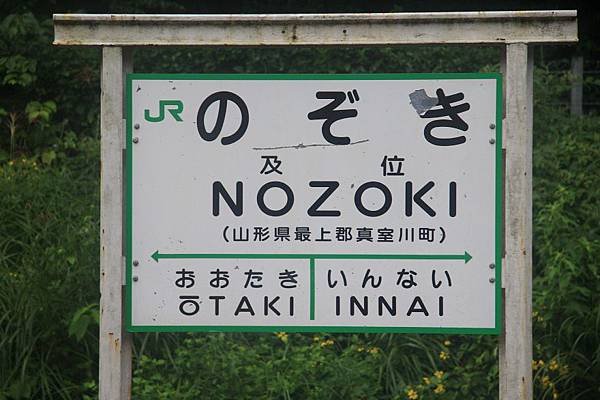 JR のぞき
及位
NOZOKI
(山形県最上郡真室川町)
おおたき いんない
ŌTAKI INNAI